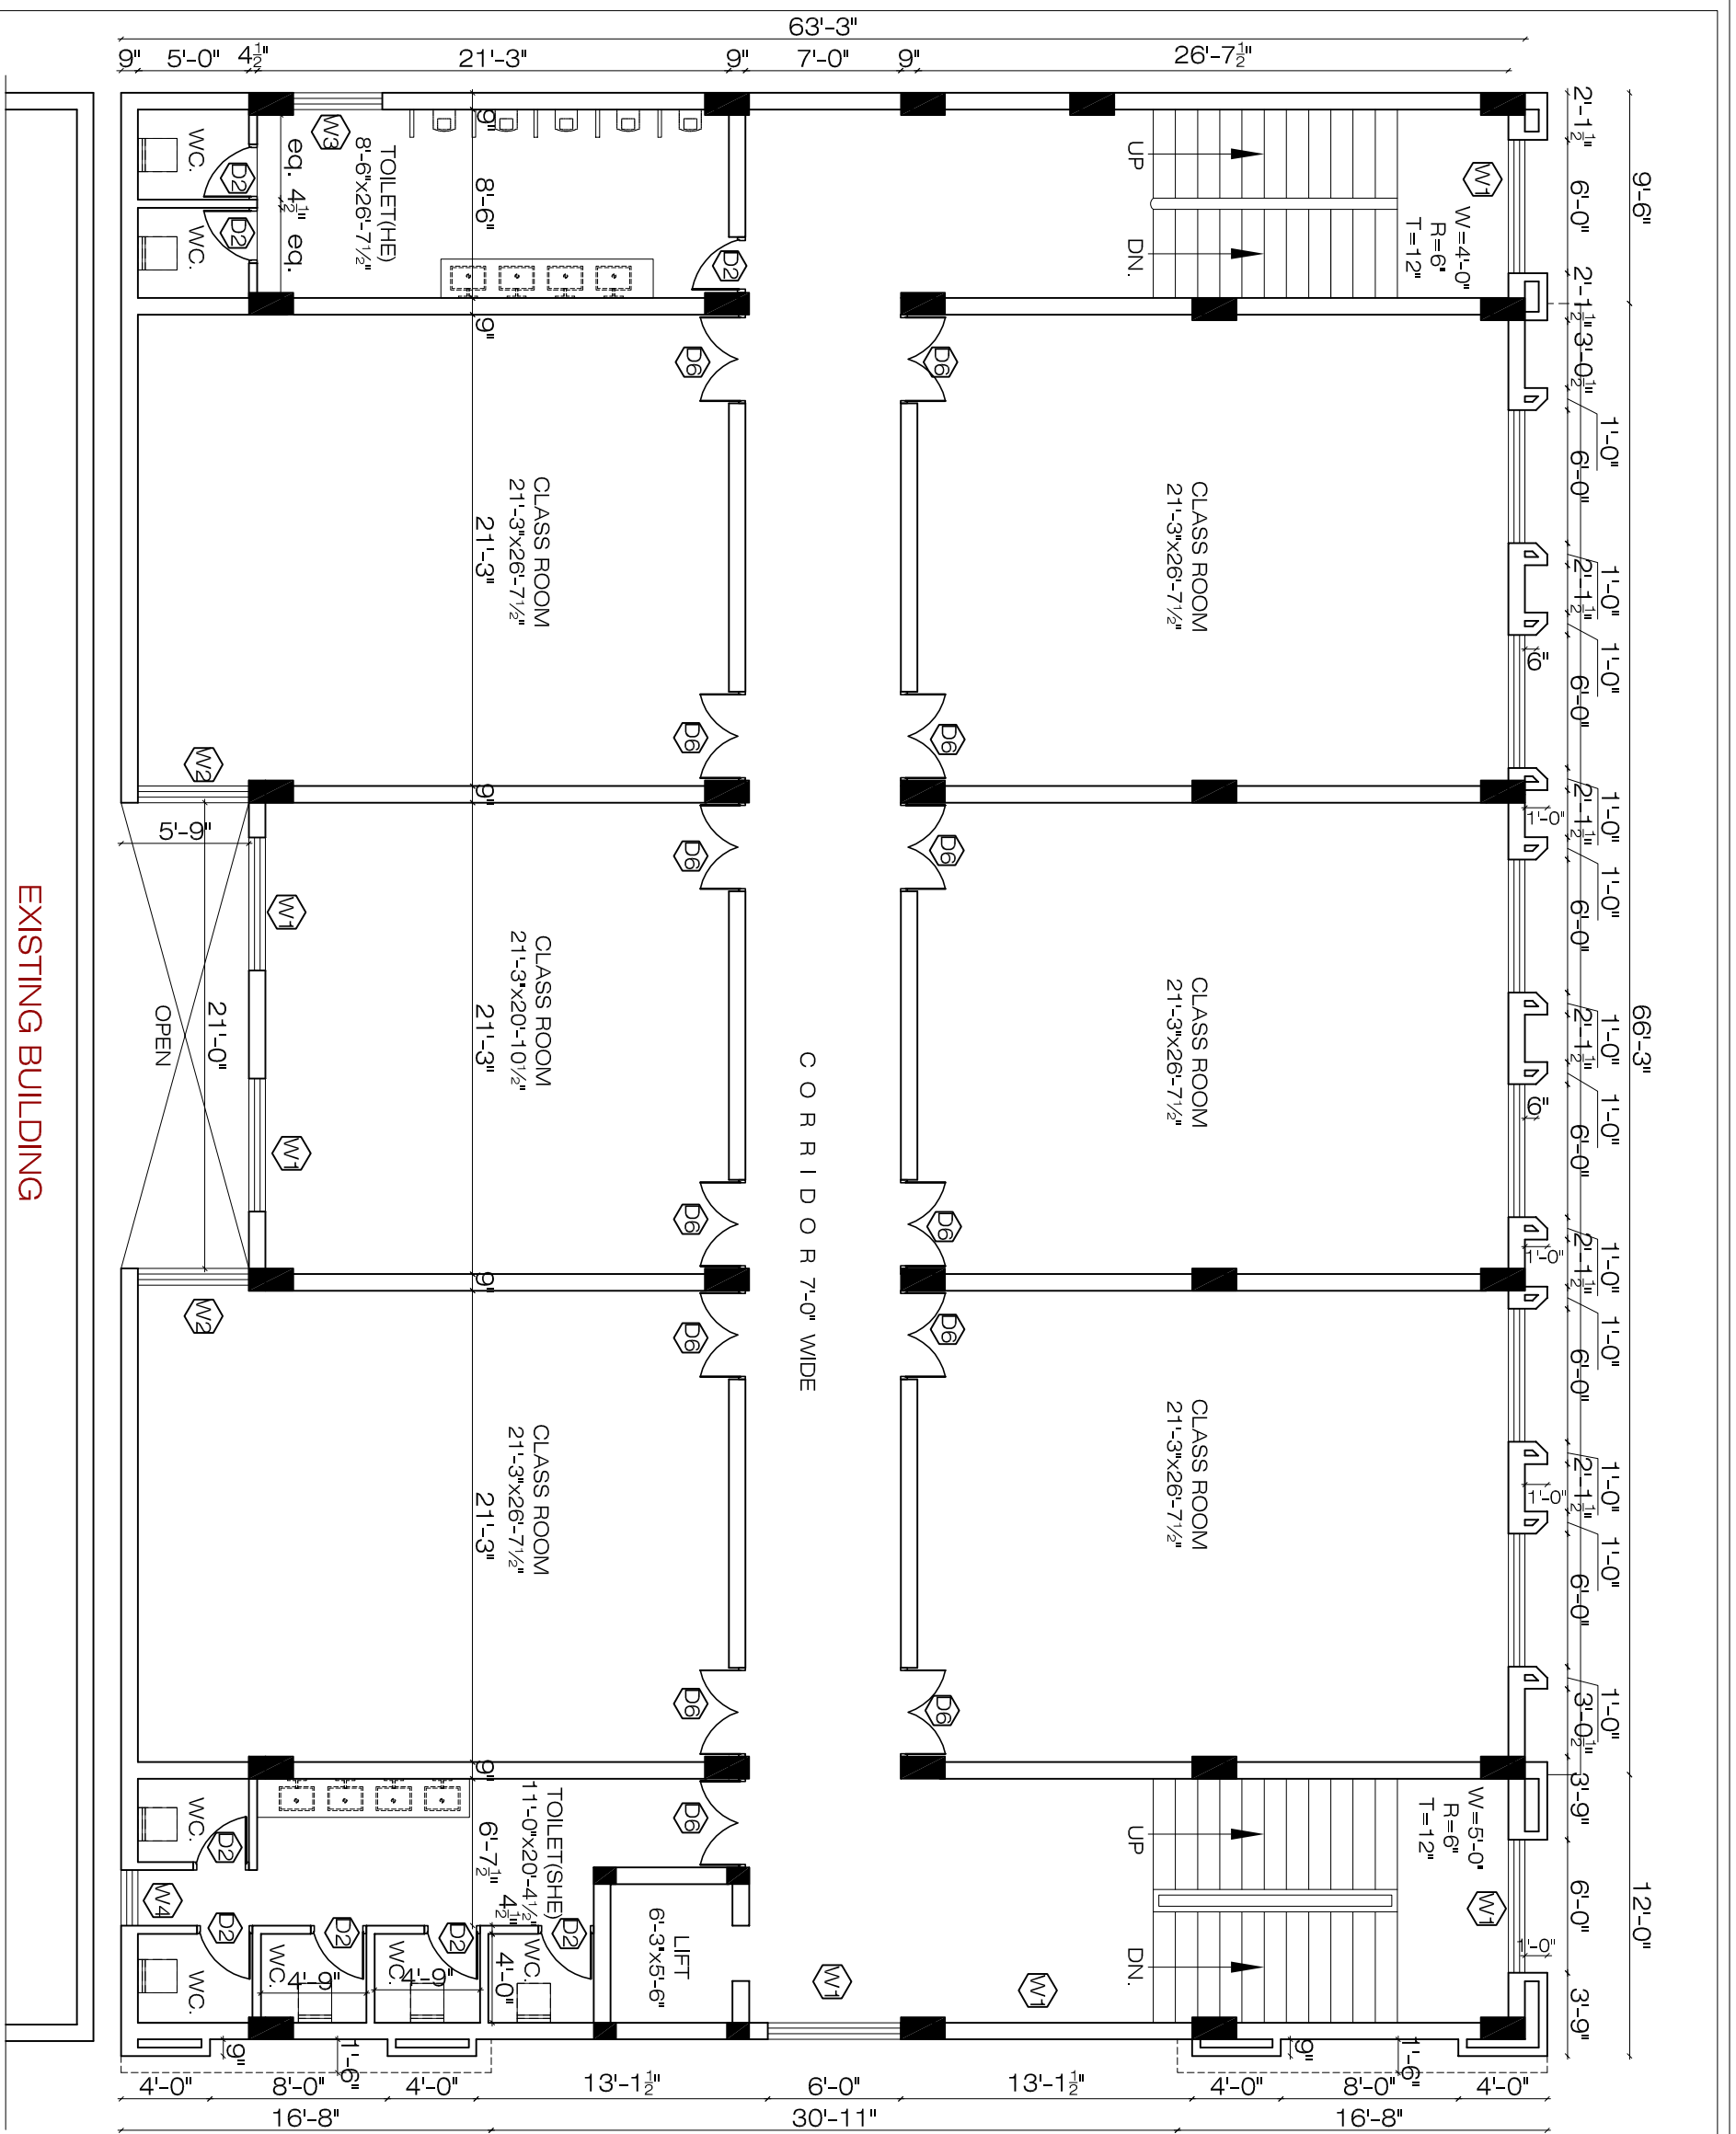 63'-3"
9"
5'-0"
4½"
21'-3"
9"
7'-0"
9"
26'-7½"
WC.
WC.
D2
D2
eq. 4½" eq.
W3
TOILET(HE)
8'-6"x26'-7½"
9"
8'-6"
D2
UP
DN.
W1
W=4'-0"
R=6"
T=12"
2'-1½"
6'-0"
2'-1½"
9'-6"
9"
D6
D6
CLASS ROOM
21'-3"x26'-7½"
21'-3"
CLASS ROOM
21'-3"x26'-7½"
3'-0½"
1'-0"
6'-0"
1'-0"
2'-1½"
1'-0"
6"
6'-0"
W2
D6
D6
9"
5'-9"
D6
D6
1'-0"
2'-1½"
1'-0"
1'-0"
6'-0"
W1
W1
21'-0"
OPEN
CLASS ROOM
21'-3"x20'-10½"
21'-3"
CORRIDOR 7'-0" WIDE
CLASS ROOM
21'-3"x26'-7½"
66'-3"
1'-0"
2'-1½"
1'-0"
6"
6'-0"
EXISTING BUILDING
D6
D6
9"
1'-0"
2'-1½"
1'-0"
1'-0"
6'-0"
W2
D6
D6
CLASS ROOM
21'-3"x26'-7½"
21'-3"
CLASS ROOM
21'-3"x26'-7½"
1'-0"
2'-1½"
1'-0"
1'-0"
6'-0"
D6
D6
1'-0"
3'-0½"
9"
WC.
D2
W4
TOILET(SHE)
11'-0"x20'-4½"
6'-7½"
4½"
4'-0"
D6
UP
DN.
W=5'-0"
R=6"
T=12"
W1
3'-9"
6'-0"
1'-0"
3'-9"
12'-0"
D2
D2
D2
D2
WC.
WC.
WC.
WC.
4'-9"
4'-9"
LIFT
6'-3"x5'-6"
W1
W1
9"
1'-6"
9"
1'-6"
4'-0"
8'-0"
4'-0"
13'-1½"
6'-0"
13'-1½"
4'-0"
8'-0"
4'-0"
16'-8"
30'-11"
16'-8"